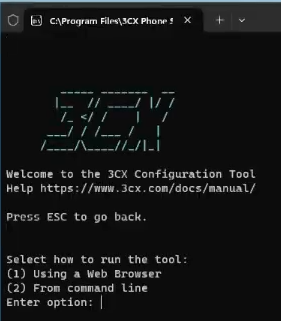 C:\Program Files\3CX Phone S
3CX
Welcome to the 3CX Configuration Tool
Help https://www.3cx.com/docs/manual/
Press ESC to go back.
Select how to run the tool:
(1) Using a Web Browser
(2) From command line
Enter option: